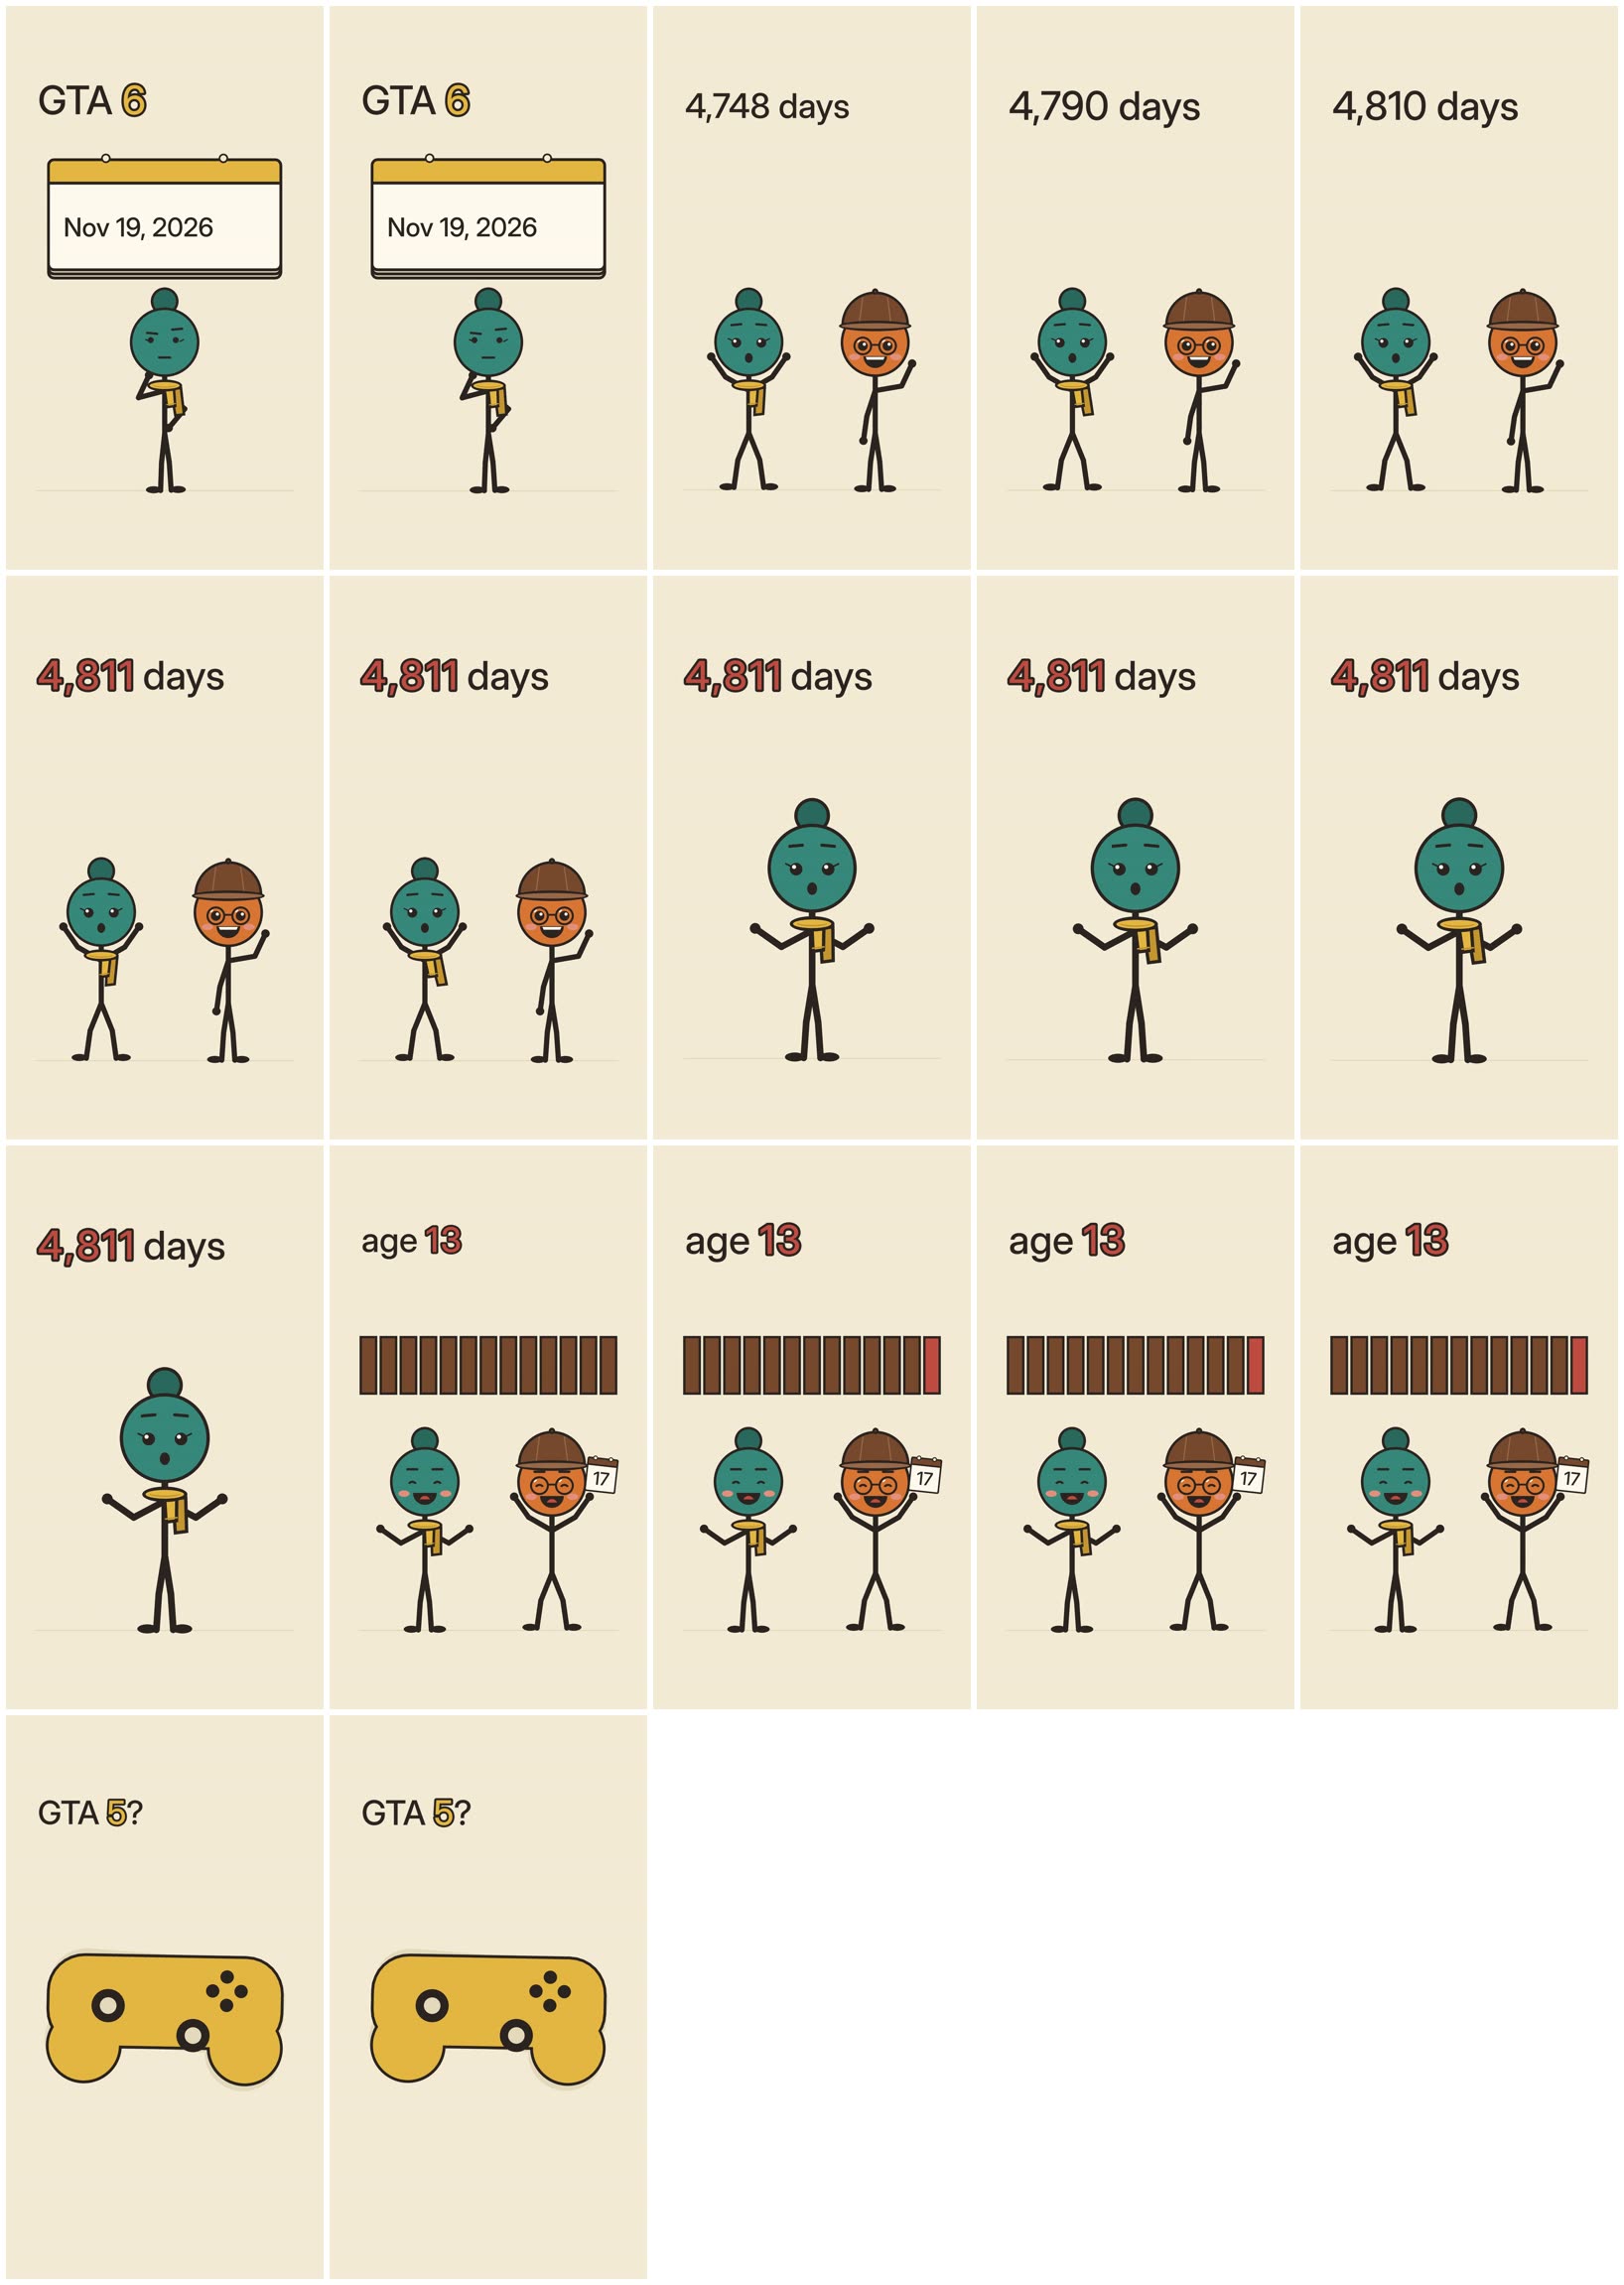 GTA 6
Nov 19, 2026
GTA 6
Nov 19, 2026
4,748 days
4,790 days
4,810 days
4,811 days
4,811 days
4,811 days
4,811 days
4,811 days
4,811 days
age 13
17
age 13
17
age 13
17
age 13
17
GTA 5?
GTA 5?